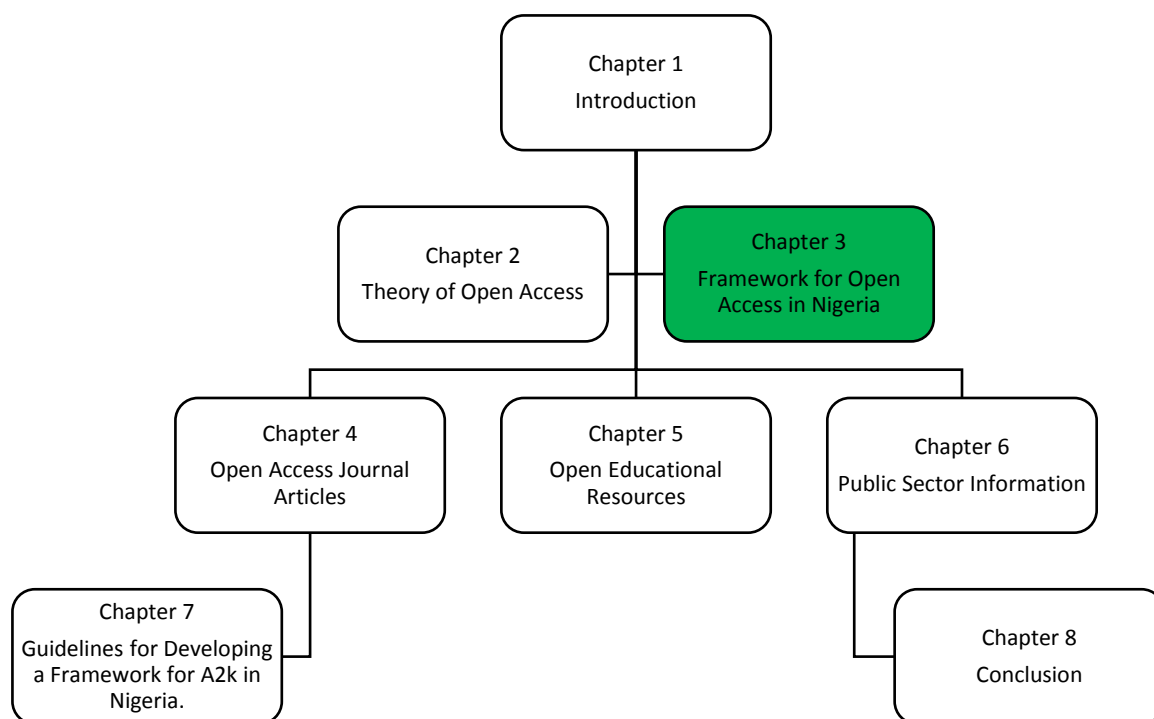 Chapter 1
Introduction
Chapter 2
Theory of Open Access
Chapter 3
Framework for Open
Access in Nigeria
Chapter 4
Open Access Journal
Articles
Chapter 5
Open Educational
Resources
Chapter 6
Public Sector Information
Chapter 7
Guidelines for Developing
a Framework for A2k in
Nigeria.
Chapter 8
Conclusion